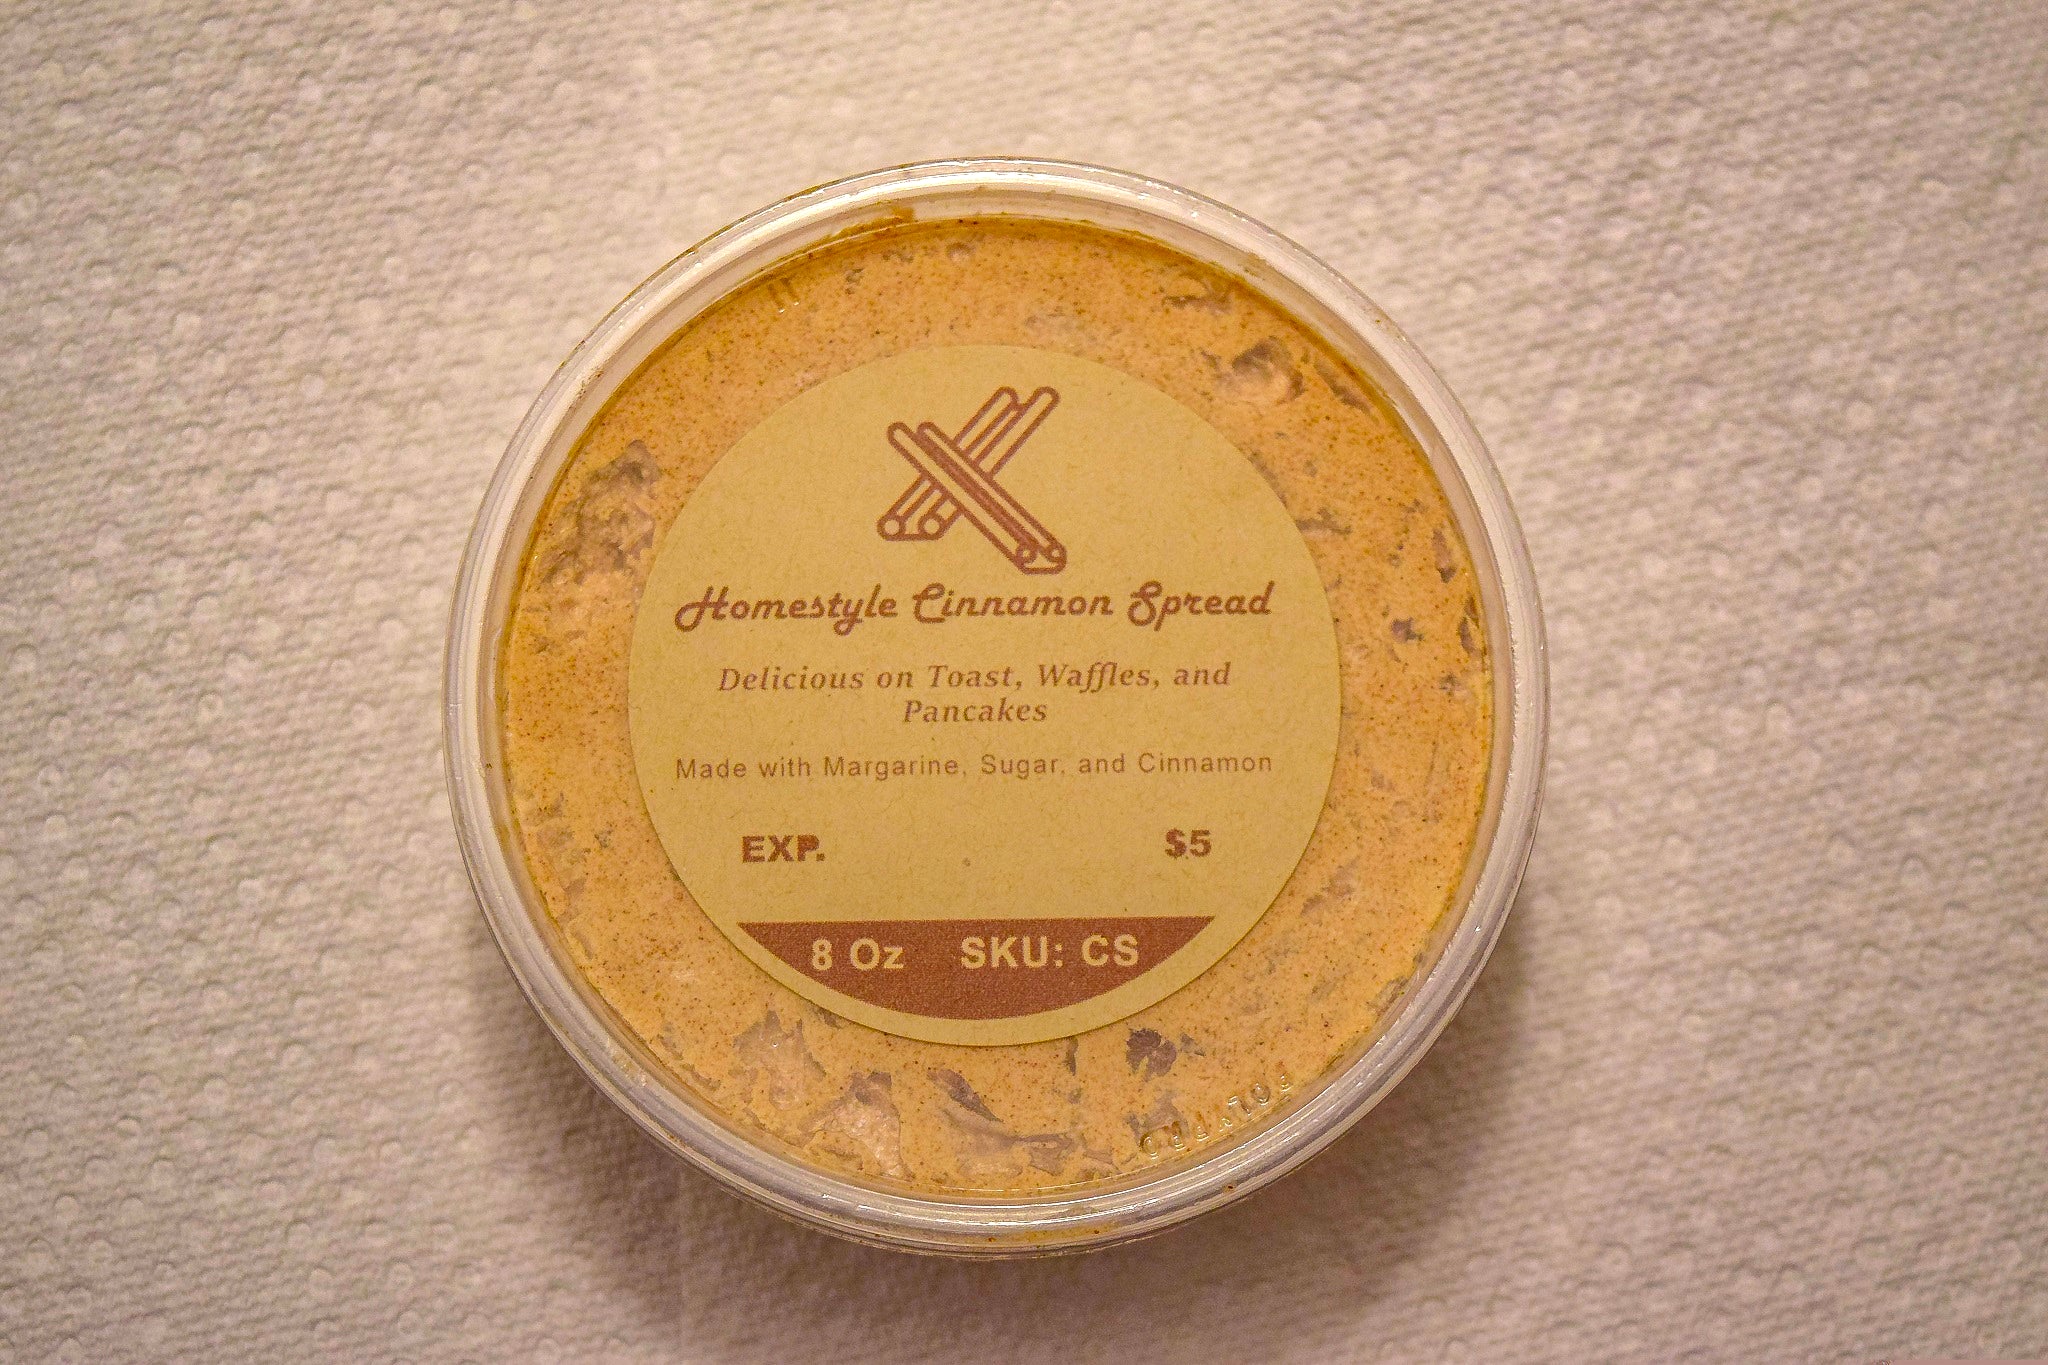 Homestyle Cinnamon Spread
Delicious on Toast, Waffles, and
Pancakes
Made with Margarine, Sugar, and Cinnamon
EXP. $5
8 Oz SKU: CS
POLYPRO